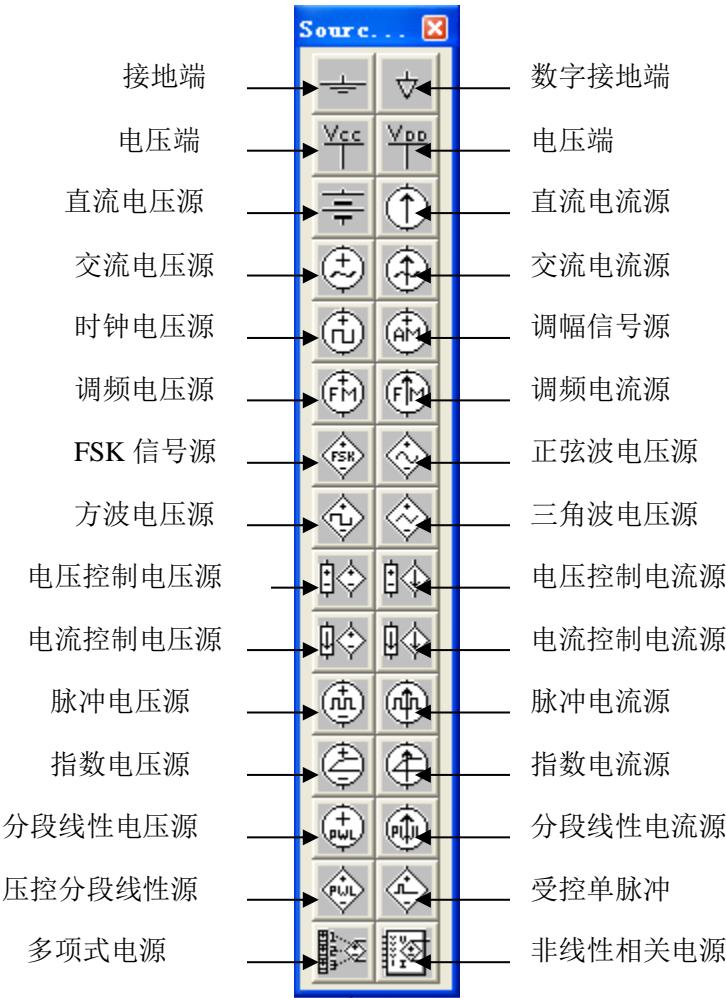 Sourc...
接地端 数字接地端
电压端 Vcc VDD 电压端
直流电压源 直流电流源
交流电压源 交流电流源
时钟电压源 AM 调幅信号源
调频电压源 FM FM 调频电流源
FSK 信号源 FSK 正弦波电压源
方波电压源 三角波电压源
电压控制电压源 电压控制电流源
电流控制电压源 电流控制电流源
脉冲电压源 脉冲电流源
指数电压源 指数电流源
分段线性电压源 PWL PWL 分段线性电流源
压控分段线性源 PWL 受控单脉冲
多项式电源 1 2 3 非线性相关电源